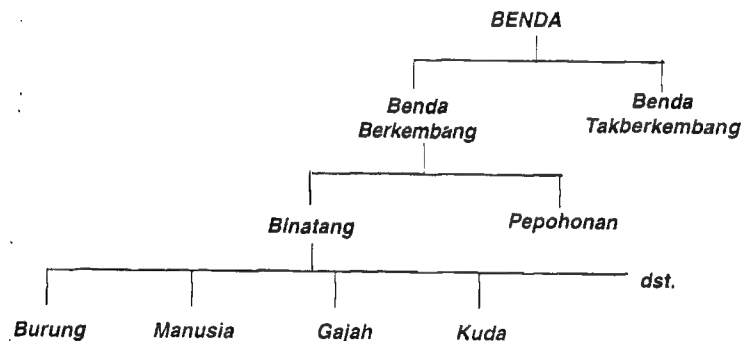 BENDA
Benda
Berkembang
Benda
Takberkembang
Binatang
Pepohonan
dst.
Burung Manusia Gajah Kuda